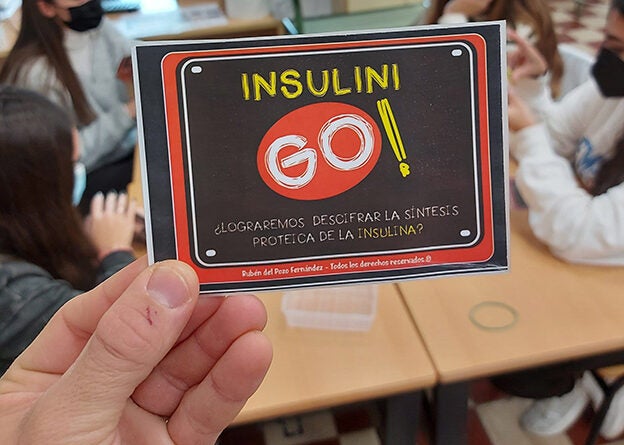 INSULINI
GO!
¿LOGRAREMOS DESCIFRAR LA SÍNTESIS
PROTEICA DE LA INSULINA?
Rubén del Pozo Fernández - Todos los derechos reservados ©